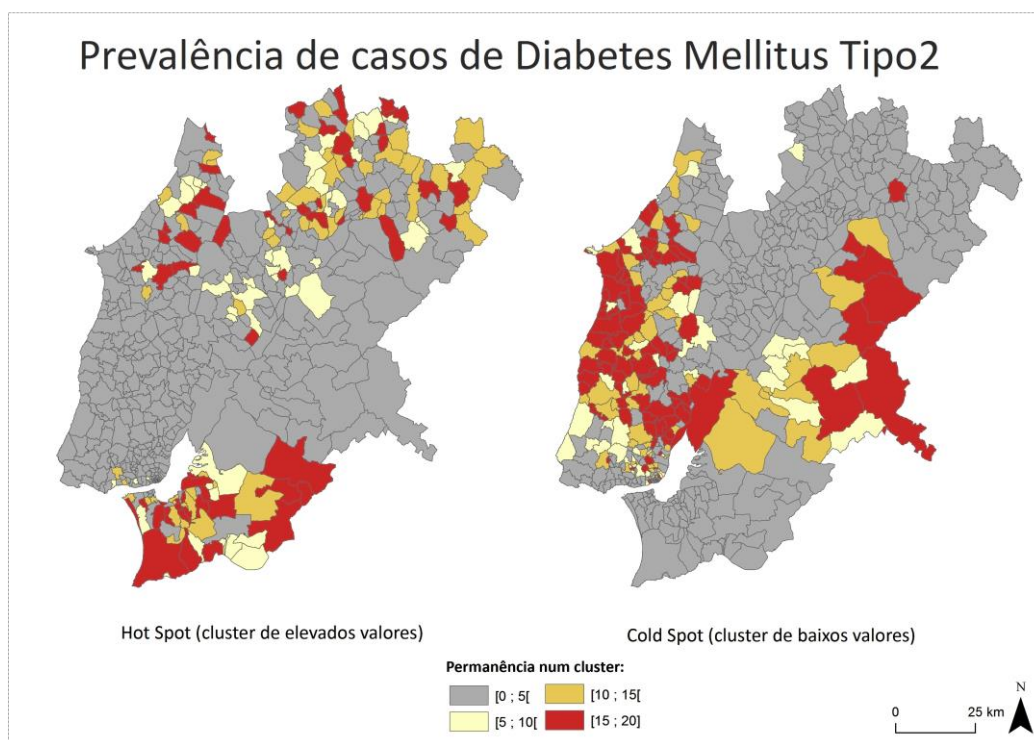 Prevalência de casos de Diabetes Mellitus Tipo2
Hot Spot (cluster de elevados valores)
Cold Spot (cluster de baixos valores)
Permanência num cluster:
[0 ; 5[
[10 ; 15[
[5 ; 10[
[15 ; 20]
N
0
25 km